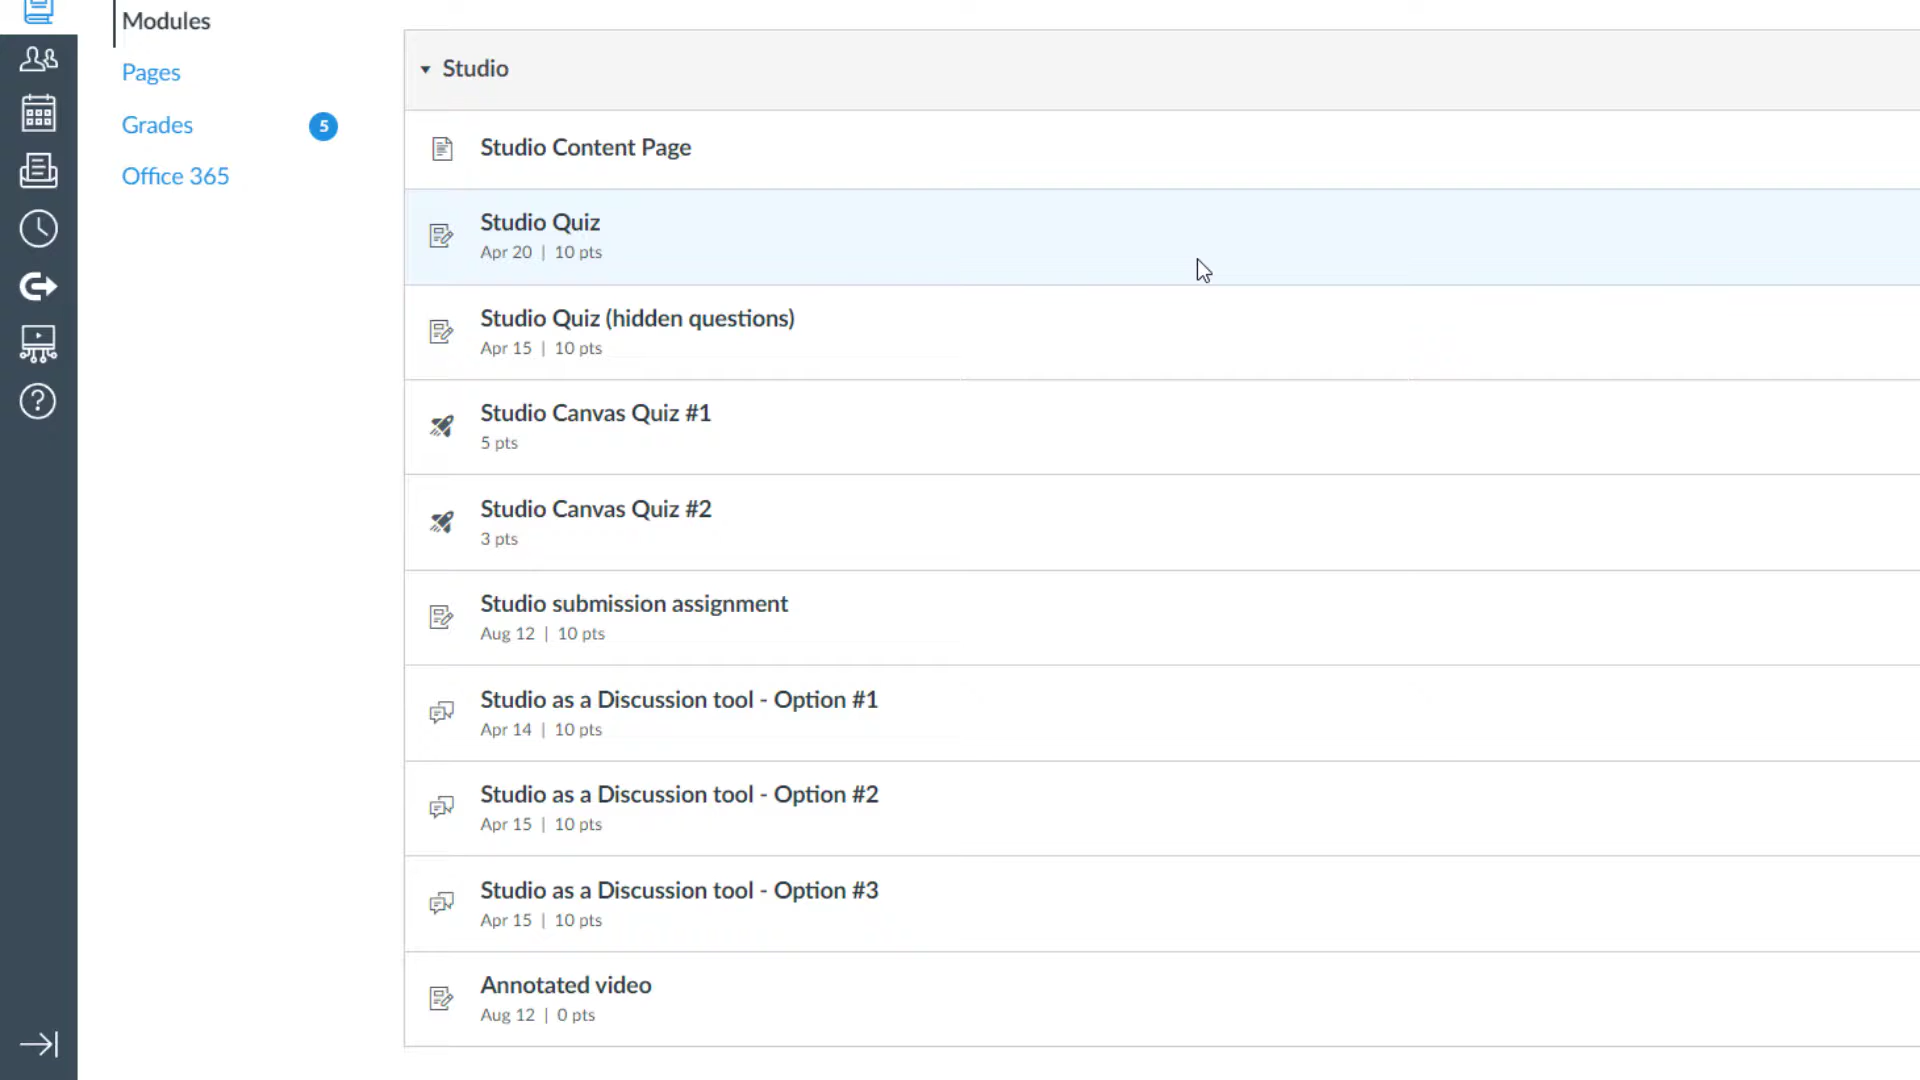 Modules
Pages
Grades
5
Office 365
Studio
Studio Content Page
Studio Quiz
Apr 20 | 10 pts
Studio Quiz (hidden questions)
Apr 15 | 10 pts
Studio Canvas Quiz #1
5 pts
Studio Canvas Quiz #2
3 pts
Studio submission assignment
Aug 12 | 10 pts
Studio as a Discussion tool - Option #1
Apr 14 | 10 pts
Studio as a Discussion tool - Option #2
Apr 15 | 10 pts
Studio as a Discussion tool - Option #3
Apr 15 | 10 pts
Annotated video
Aug 12 | 0 pts